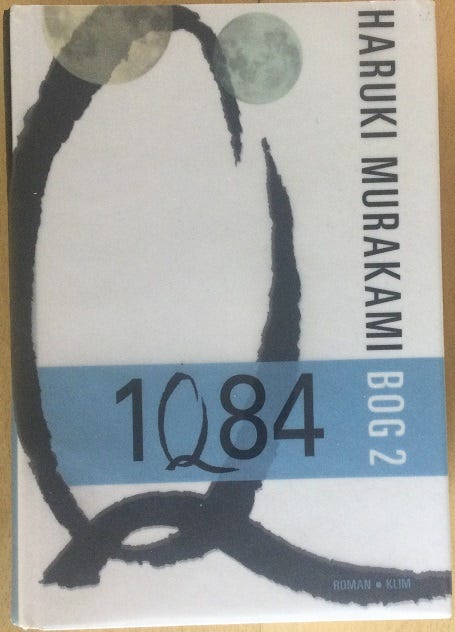 HARUKI MURAKAMI BOG 2
1Q84
ROMAN • KLIM